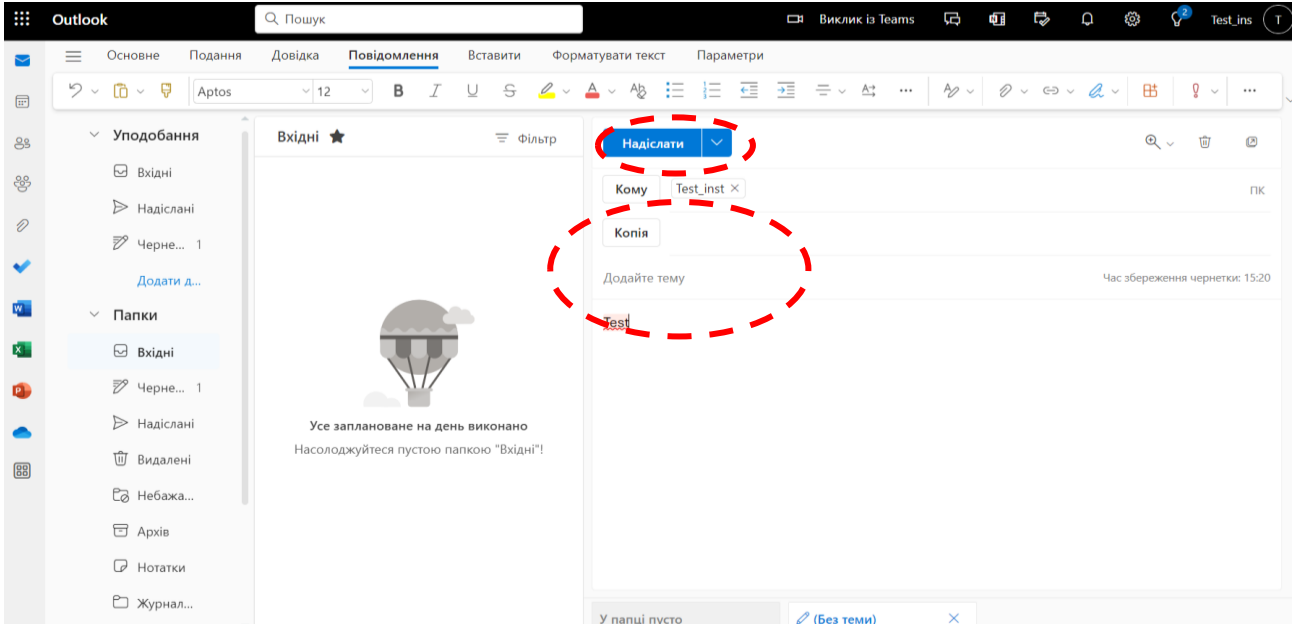 Outlook
Пошук
Виклик із Teams
2
Test_ins
T
Основне Подання Довідка Повідомлення Вставити Форматувати текст Параметри
Aptos 12
Уподобання
Вхідні
Надіслані
Черне... 1
Додати д...
Папки
Вхідні
Черне... 1
Надіслані
Видалені
Небажа...
Архів
Нотатки
Журнал...
Вхідні
Фільтр
Усе заплановане на день виконано
Насолоджуйтеся пустою папкою "Вхідні"!
Надіслати
Кому Test_inst ПК
Копія
Додайте тему Час збереження чернетки: 15:20
Test
У папці пусто
(Без теми)